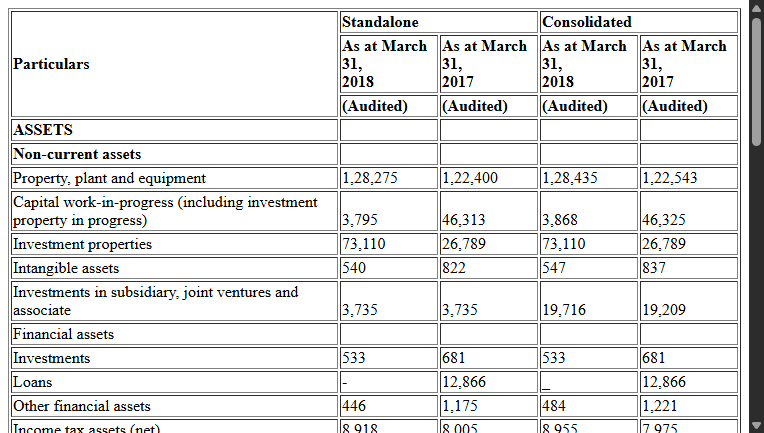 Particulars Standalone Consolidated
As at March 31, 2018 As at March 31, 2017 As at March 31, 2018 As at March 31, 2017
(Audited) (Audited) (Audited) (Audited)
ASSETS
Non-current assets
Property, plant and equipment 1,28,275 1,22,400 1,28,435 1,22,543
Capital work-in-progress (including investment
property in progress) 3,795 46,313 3,868 46,325
Investment properties 73,110 26,789 73,110 26,789
Intangible assets 540 822 547 837
Investments in subsidiary, joint ventures and
associate 3,735 3,735 19,716 19,209
Financial assets
Investments 533 681 533 681
Loans - 12,866 _ 12,866
Other financial assets 446 1,175 484 1,221
Income tax assets (net) 8,918 8,005 8,955 7,975